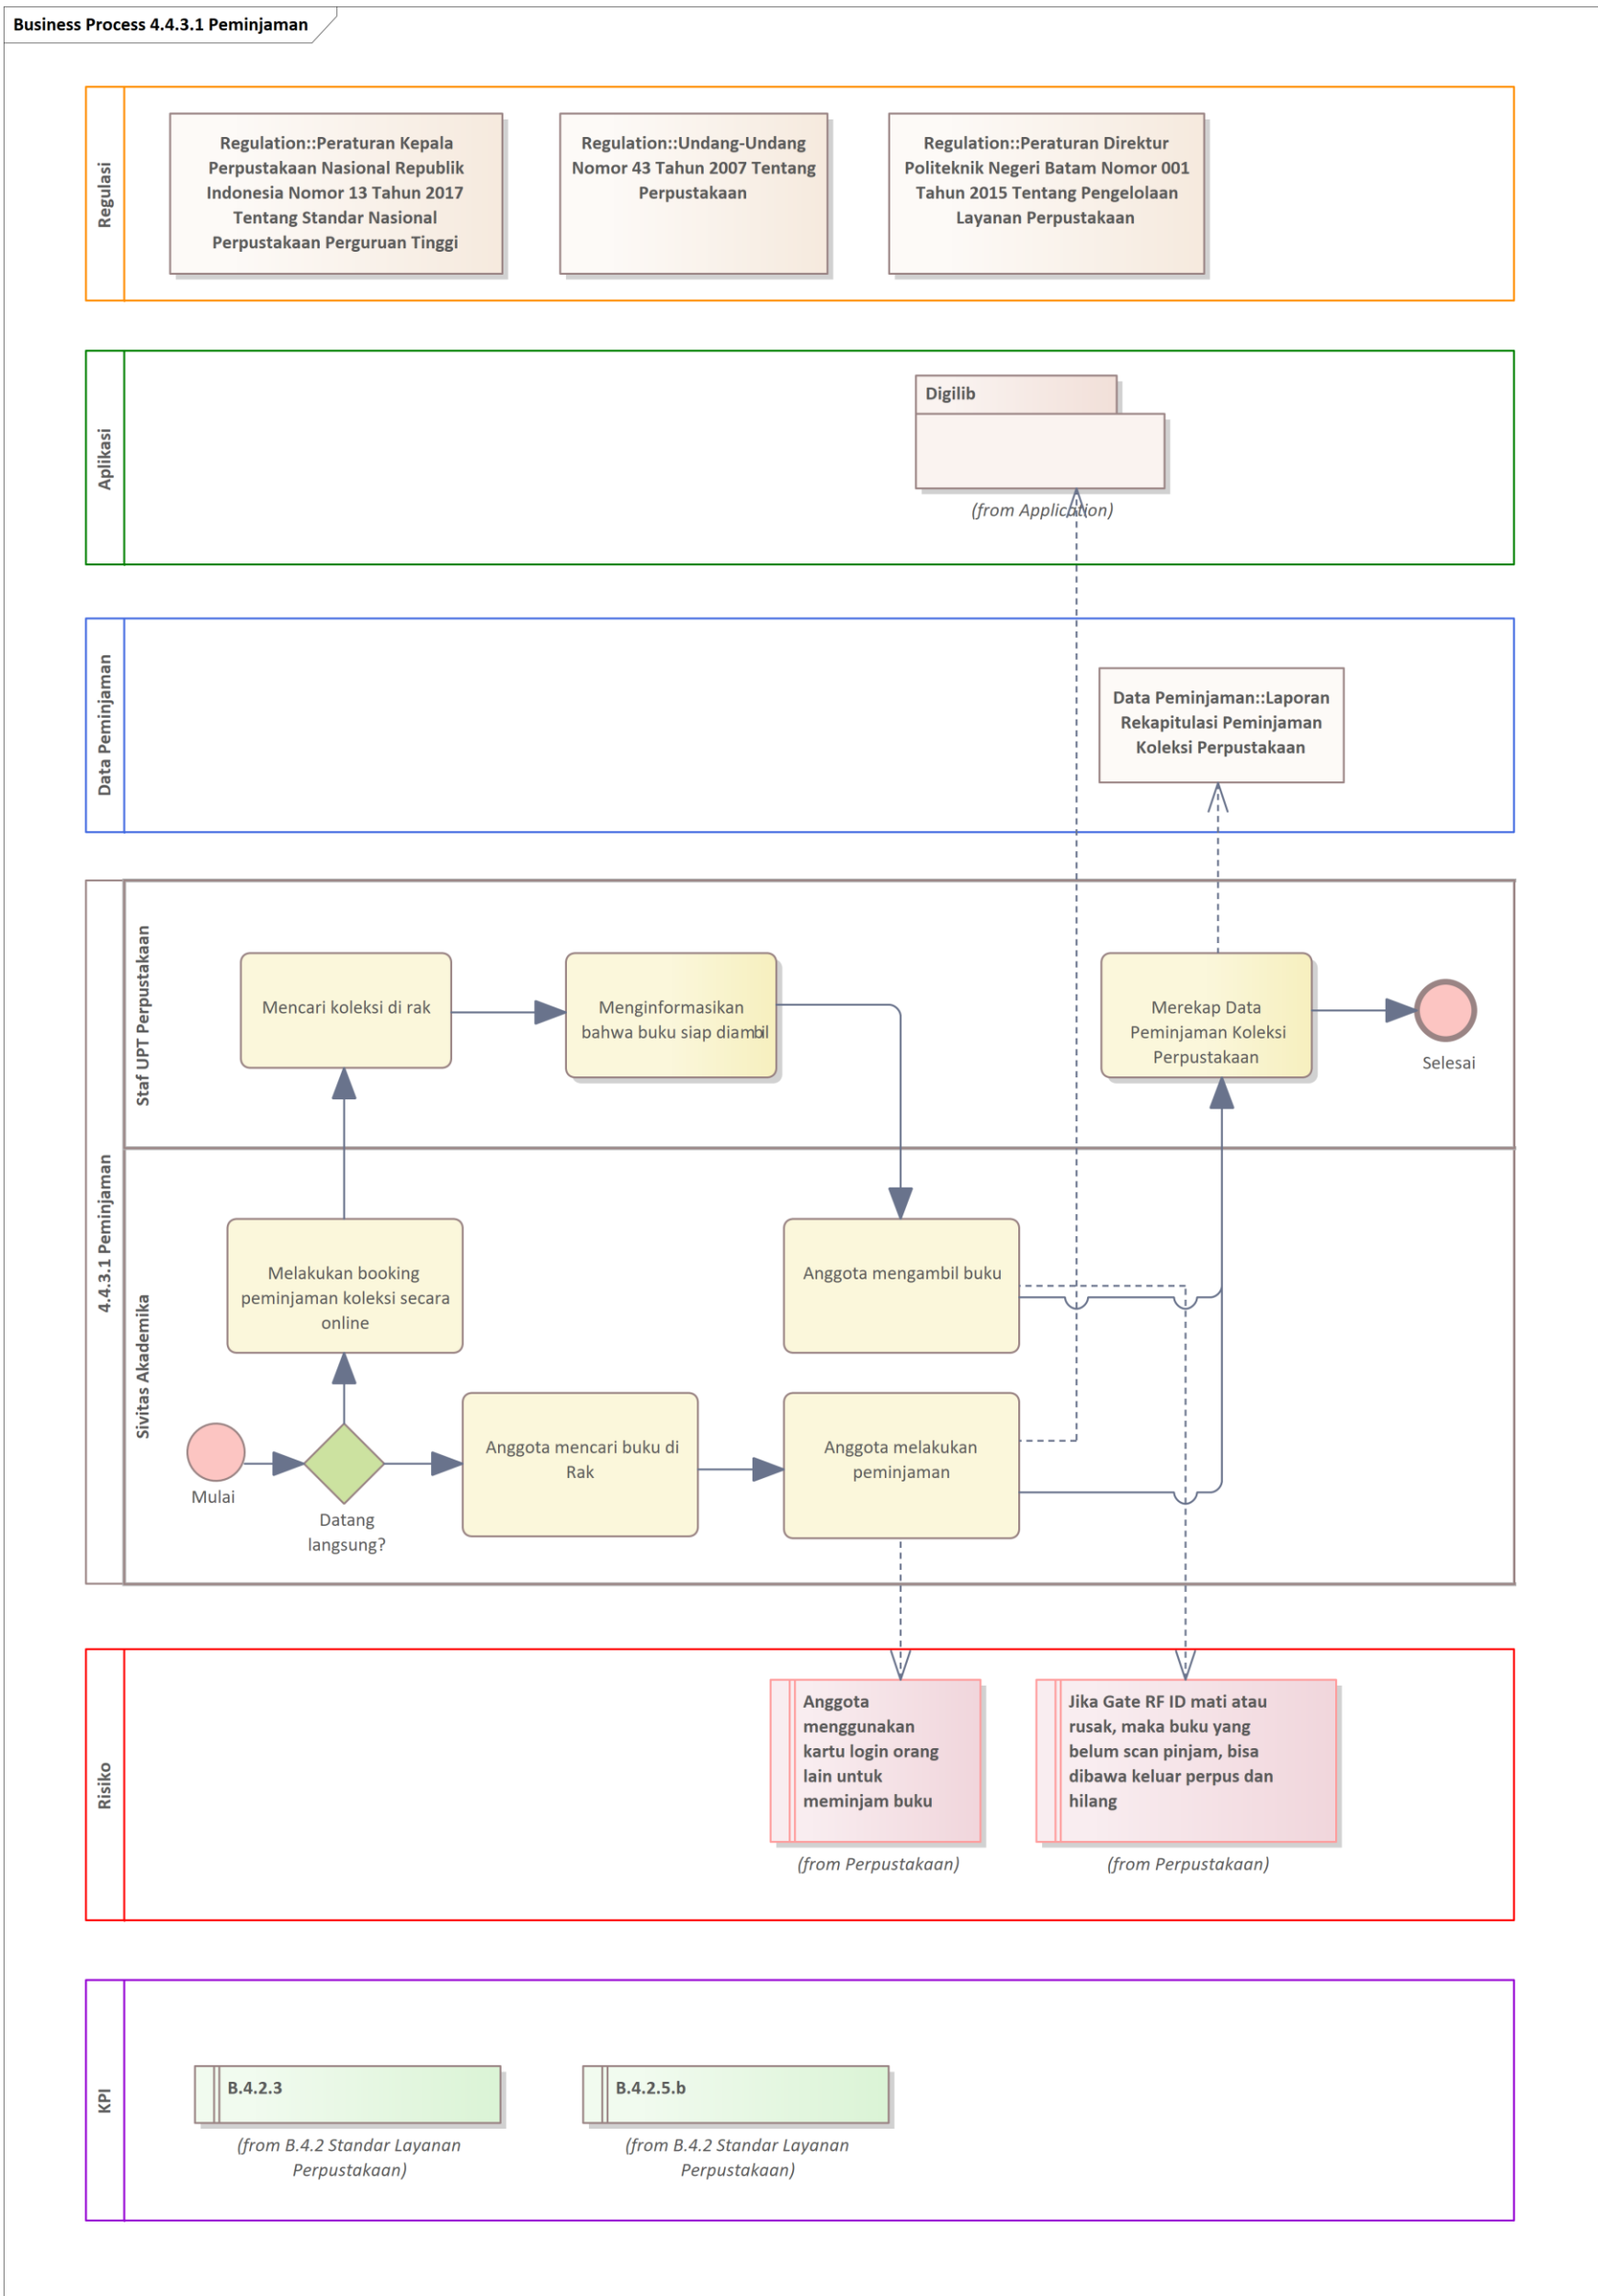 Business Process 4.4.3.1 Peminjaman
Regulasi
Regulation::Peraturan Kepala
Perpustakaan Nasional Republik
Indonesia Nomor 13 Tahun 2017
Tentang Standar Nasional
Perpustakaan Perguruan Tinggi
Regulation::Undang-Undang
Nomor 43 Tahun 2007 Tentang
Perpustakaan
Regulation::Peraturan Direktur
Politeknik Negeri Batam Nomor 001
Tahun 2015 Tentang Pengelolaan
Layanan Perpustakaan
Aplikasi
Digilib
(from Application)
Data Peminjaman
Data Peminjaman::Laporan
Rekapitulasi Peminjaman
Koleksi Perpustakaan
4.4.3.1 Peminjaman
Staf UPT Perpustakaan
Mencari koleksi di rak
Menginformasikan
bahwa buku siap diambil
Merekap Data
Peminjaman Koleksi
Perpustakaan
Selesai
Sivitas Akademika
Melakukan booking
peminjaman koleksi secara
online
Anggota mengambil buku
Mulai
Datang
langsung?
Anggota mencari buku di
Rak
Anggota melakukan
peminjaman
Risiko
Anggota
menggunakan
kartu login orang
lain untuk
meminjam buku
(from Perpustakaan)
Jika Gate RF ID mati atau
rusak, maka buku yang
belum scan pinjam, bisa
dibawa keluar perpus dan
hilang
(from Perpustakaan)
KPI
B.4.2.3
(from B.4.2 Standar Layanan
Perpustakaan)
B.4.2.5.b
(from B.4.2 Standar Layanan
Perpustakaan)